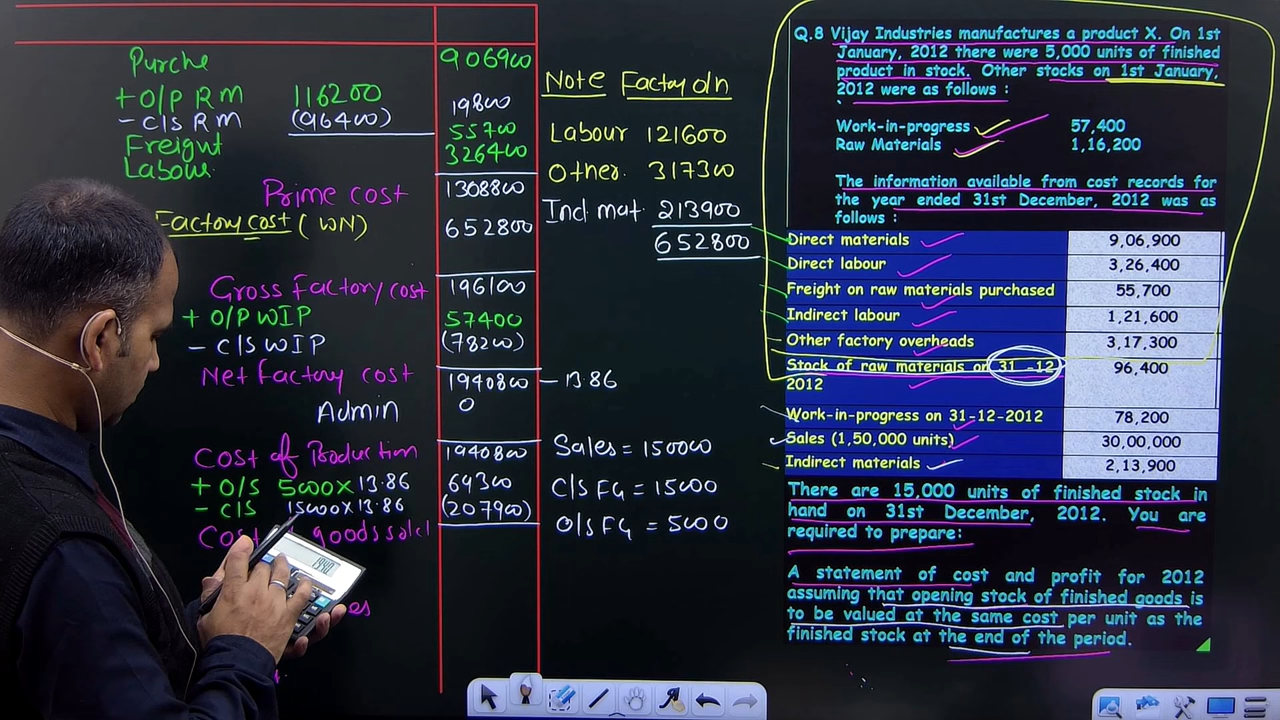 Purche 906900
+ O/P RM 116200 19800
- C/S RM (96400) 55700
Freight 326400
Labour
Prime cost 1308800
Factory cost (WN) 652800
Gross Factory cost 196100
+ O/P WIP 57400
- C/S WIP (78200)
Net Factory cost 1940800 — 13.86
Admin 0
Cost of Production 1940800
+ O/S 5000 x 13.86 69300
- C/S 15000 x 13.86 (207900)
Cost goods sold
Note Factory o/n
Labour 121600
Other. 317300
Ind mat 213900
652800
Sales = 150000
C/S FG = 15000
O/S FG = 5000
Q.8 Vijay Industries manufactures a product X. On 1st
January, 2012 there were 5,000 units of finished
product in stock. Other stocks on 1st January,
2012 were as follows :
Work-in-progress 57,400
Raw Materials 1,16,200
The information available from cost records for
the year ended 31st December, 2012 was as
follows :
Direct materials 9,06,900
Direct labour 3,26,400
Freight on raw materials purchased 55,700
Indirect labour 1,21,600
Other factory overheads 3,17,300
Stock of raw materials on 31 -12 96,400
2012
Work-in-progress on 31-12-2012 78,200
Sales (1,50,000 units) 30,00,000
Indirect materials 2,13,900
There are 15,000 units of finished stock in
hand on 31st December, 2012. You are
required to prepare:
A statement of cost and profit for 2012
assuming that opening stock of finished goods is
to be valued at the same cost per unit as the
finished stock at the end of the period.